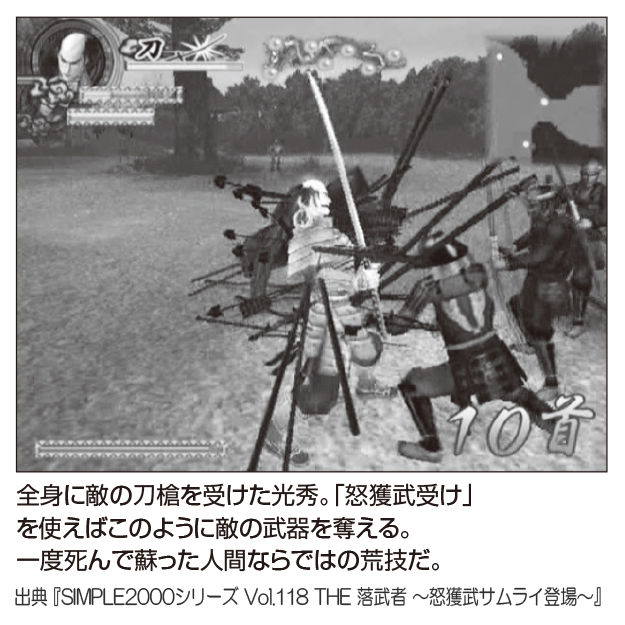 刀
10首
全身に敵の刀槍を受けた光秀。「怒獲武受け」
を使えばこのように敵の武器を奪える。
一度死んで蘇った人間ならではの荒技だ。
出典『SIMPLE2000シリーズ Vol.118 THE 落武者 〜怒獲武サムライ登場〜』